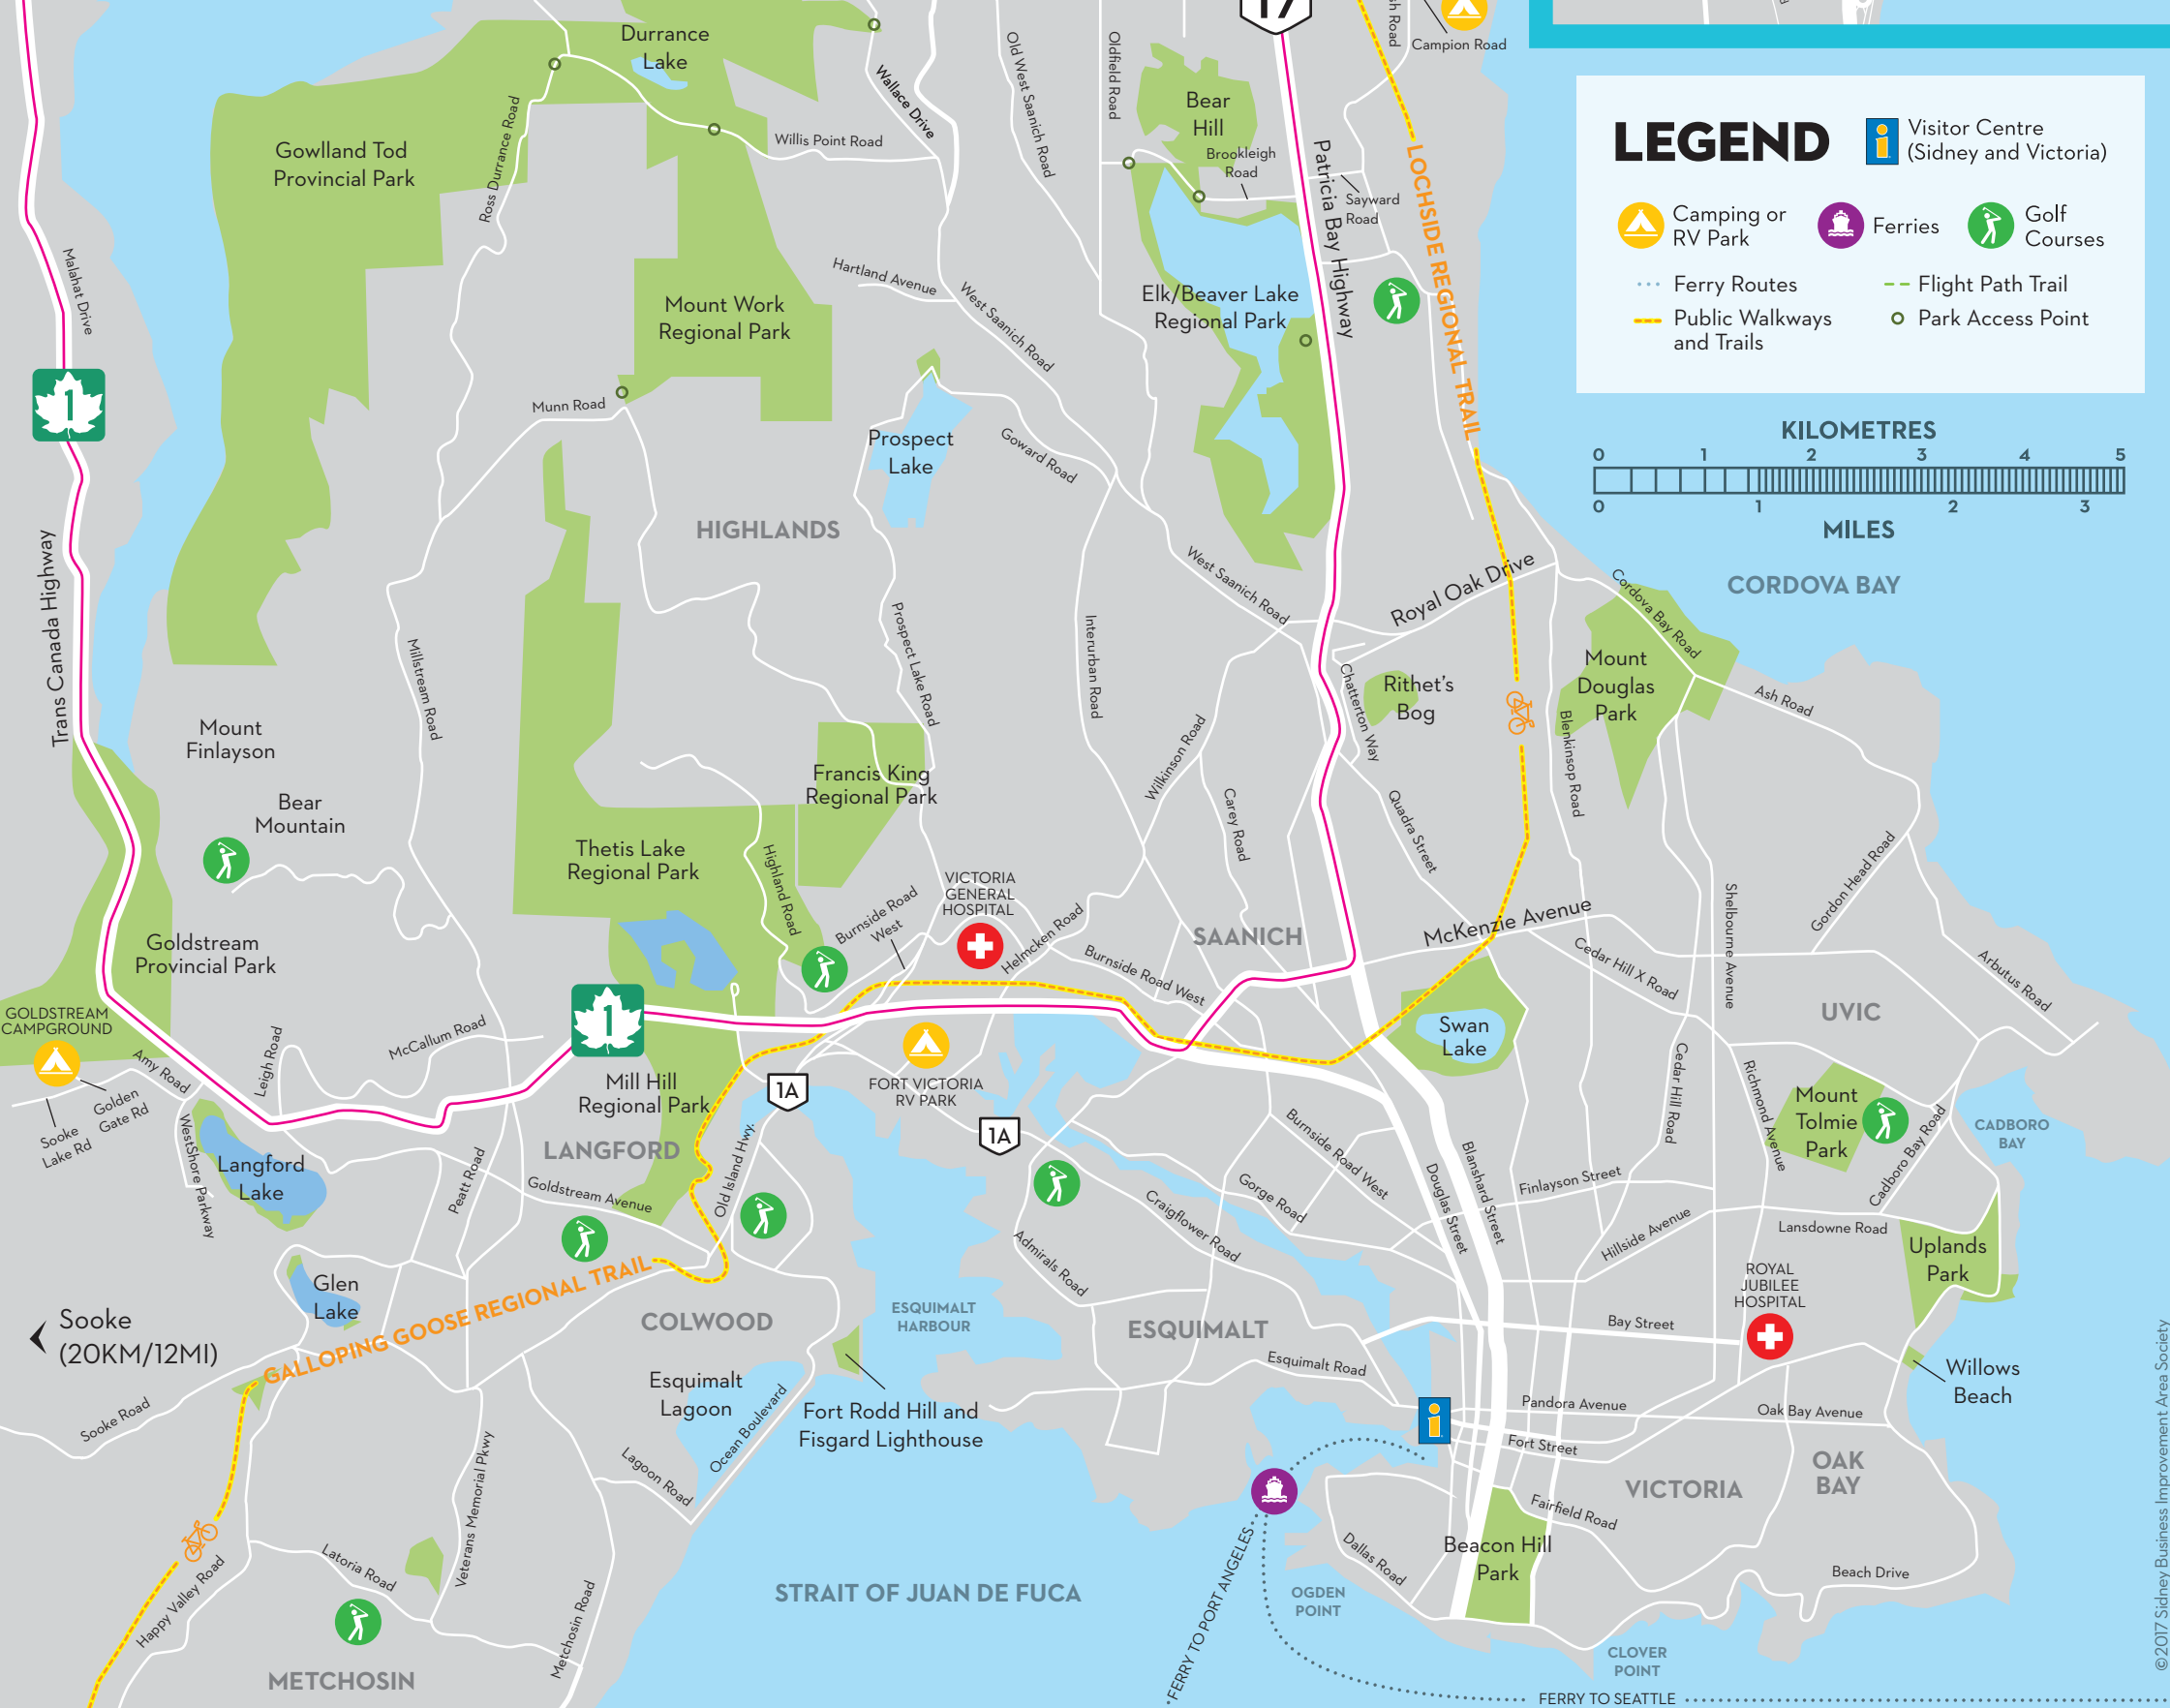 17
Campion Road
Durrance
Lake
Wallace Drive
Old West Saanich Road
Oldfield Road
Bear
Hill
Brookleigh
Road
Patricia Bay Highway
Sayward
Road
LOCHSIDE REGIONAL TRAIL
LEGEND
Visitor Centre
(Sidney and Victoria)
Camping or
RV Park
Ferries
Golf
Courses
Ferry Routes
Flight Path Trail
Public Walkways
and Trails
Park Access Point
KILOMETRES
0 1 2 3 4 5
0 1 2 3
MILES
CORDOVA BAY
Gowlland Tod
Provincial Park
Ross Durrance Road
Willis Point Road
Malahat Drive
1
Hartland Avenue
West Saanich Road
Mount Work
Regional Park
Elk/Beaver Lake
Regional Park
Munn Road
Prospect
Lake
Goward Road
HIGHLANDS
Trans Canada Highway
West Saanich Road
Royal Oak Drive
Cordova Bay Road
Millstream Road
Prospect Lake Road
Interurban Road
Chatterton Way
Rithet's
Bog
Mount
Douglas
Park
Ash Road
Blenkinsop Road
Mount
Finlayson
Bear
Mountain
Francis King
Regional Park
Wilkinson Road
Carey Road
Quadra Street
Thetis Lake
Regional Park
Highland Road
Burnside Road
West
VICTORIA
GENERAL
HOSPITAL
Helmcken Road
Burnside Road West
SAANICH
McKenzie Avenue
Cedar Hill X Road
Shelbourne Avenue
Gordon Head Road
Arbutus Road
UVIC
Goldstream
Provincial Park
GOLDSTREAM
CAMPGROUND
Amy Road
Golden
Gate Rd
Sooke
Lake Rd
Leigh Road
McCallum Road
1
Swan
Lake
Mill Hill
Regional Park
1A
FORT VICTORIA
RV PARK
1A
Cedar Hill Road
Richmond Avenue
Mount
Tolmie
Park
Cadboro Bay Road
CADBORO
BAY
WestShore Parkway
Langford
Lake
LANGFORD
Peatt Road
Goldstream Avenue
Old Island Hwy.
Admirals Road
Craigflower Road
Gorge Road
Burnside Road West
Douglas Street
Blanshard Street
Finlayson Street
Hillside Avenue
Lansdowne Road
Uplands
Park
ROYAL
JUBILEE
HOSPITAL
Bay Street
Glen
Lake
GALLOPING GOOSE REGIONAL TRAIL
Sooke
(20KM/12MI)
Sooke Road
COLWOOD
ESQUIMALT
HARBOUR
ESQUIMALT
Esquimalt Road
Esquimalt
Lagoon
Ocean Boulevard
Lagoon Road
Fort Rodd Hill and
Fisgard Lighthouse
Pandora Avenue
Oak Bay Avenue
Fort Street
Willows
Beach
OAK
BAY
VICTORIA
Fairfield Road
Beacon Hill
Park
Dallas Road
Beach Drive
Happy Valley Road
Latoria Road
Veterans Memorial Pkwy
Metchosin Road
METCHOSIN
STRAIT OF JUAN DE FUCA
FERRY TO PORT ANGELES
OGDEN
POINT
CLOVER
POINT
FERRY TO SEATTLE
©2017 Sidney Business Improvement Area Society